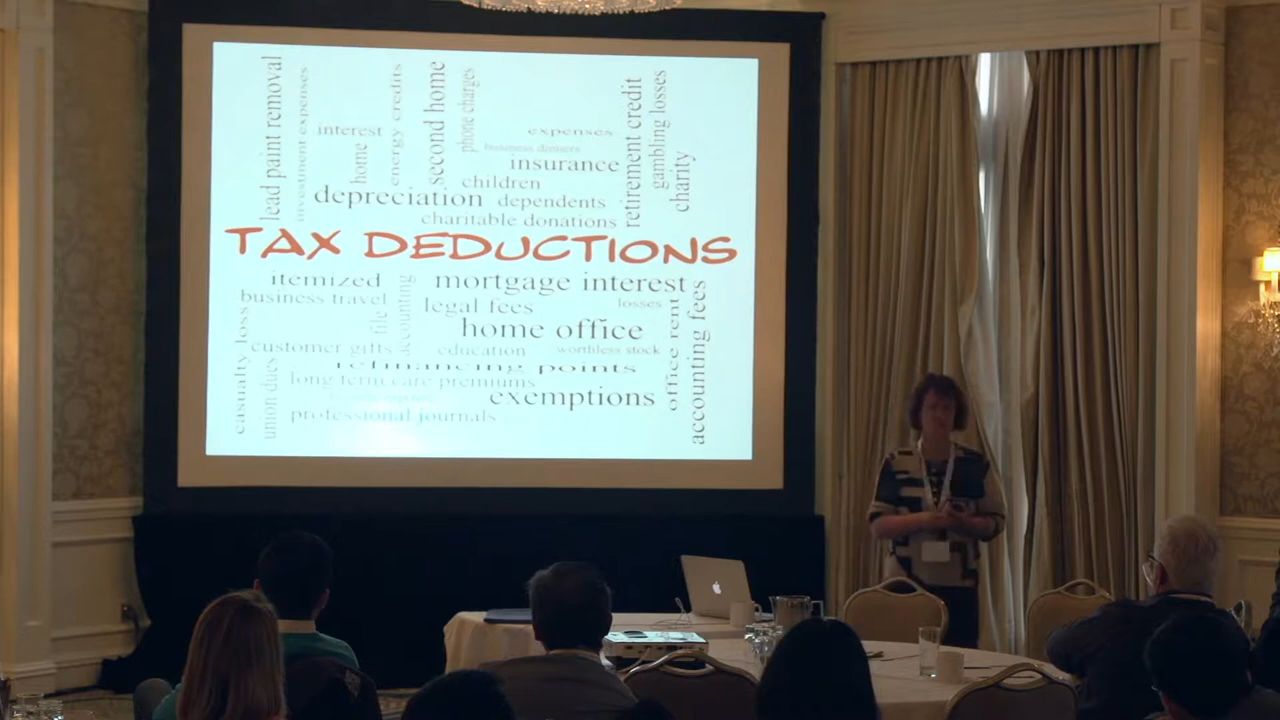 lead paint removal
investment expenses
interest
home
energy credits
second home
phone charges
expenses
business dinners
insurance
children
depreciation
dependents
charitable donations
retirement credit
gambling losses
charity
TAX DEDUCTIONS
itemized
mortgage interest
business travel
accounting
legal fees
losses
file
home office
customer gifts
education
worthless stock
refinancing points
long term care premiums
exemptions
professional journals
casualty loss
union dues
office rent
accounting fees